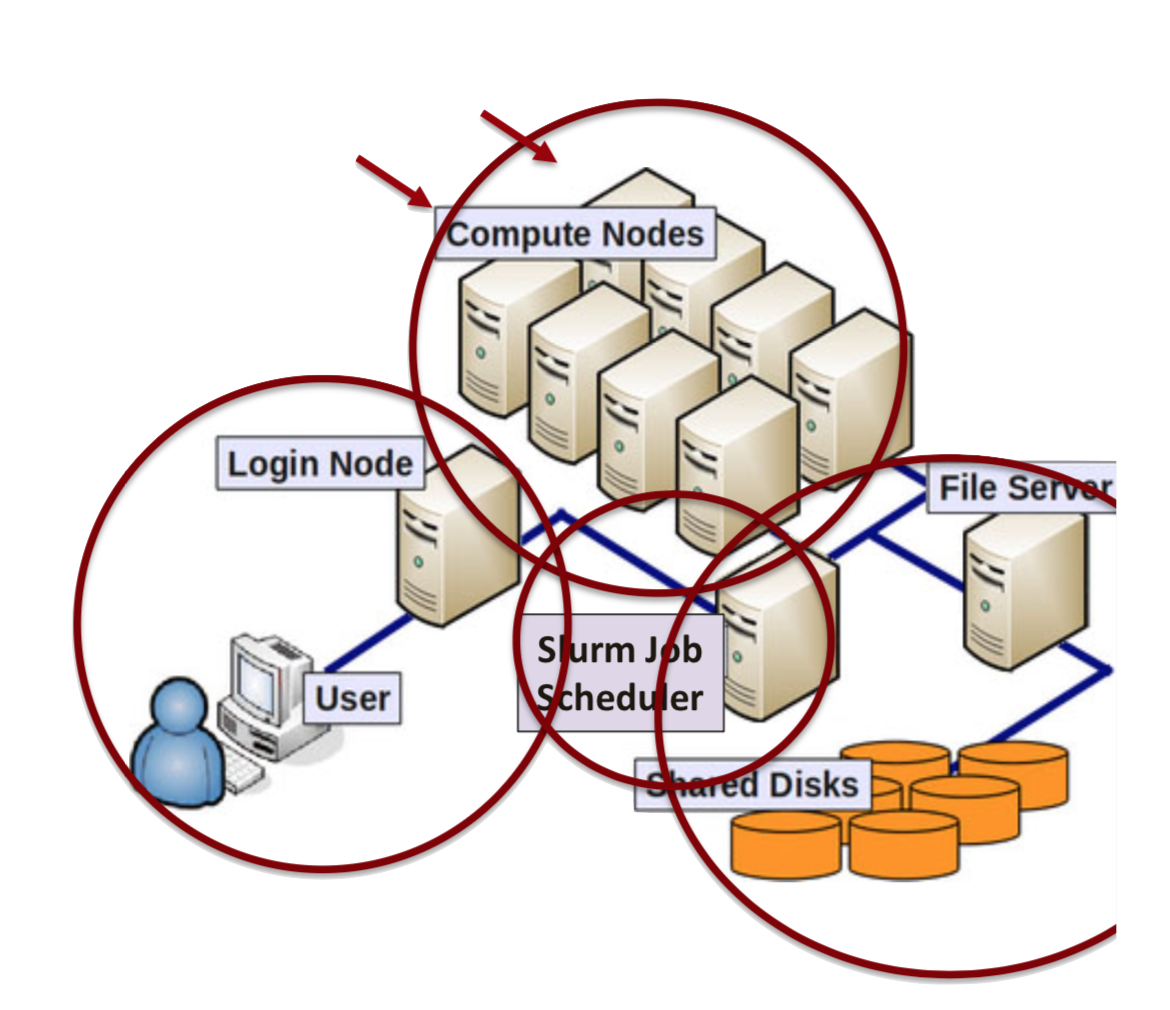 Compute Nodes
Login Node
File Server
Slurm Job
Scheduler
User
Shared Disks